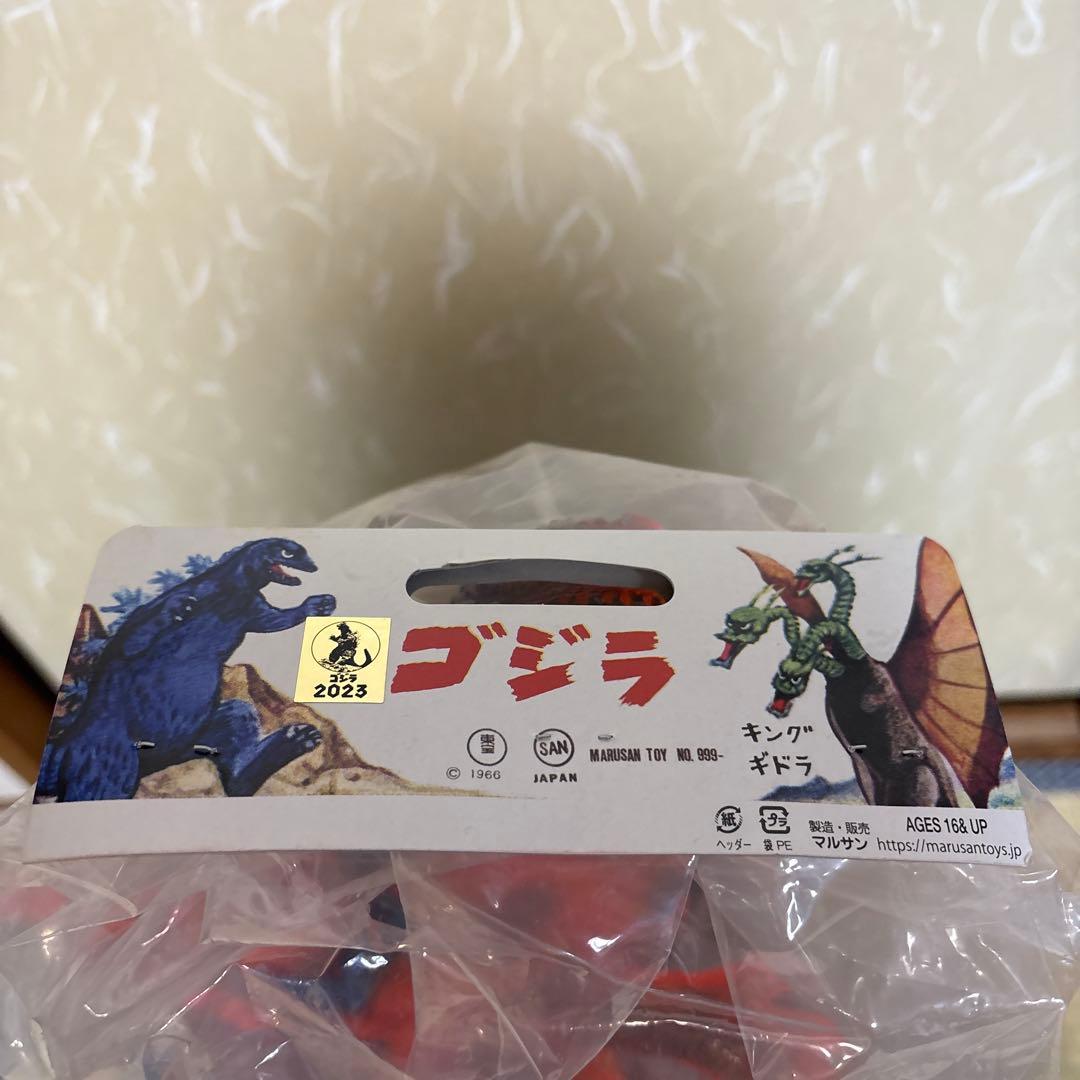 ゴジラ
ゴジラ
2023
東宝
© 1966
SAN
JAPAN
MARUSAN TOY NO. 999-
キング
ギドラ
紙
ヘッダー
プラ
袋 PE
製造・販売
マルサン
AGES 16& UP
https://marusantoys.jp